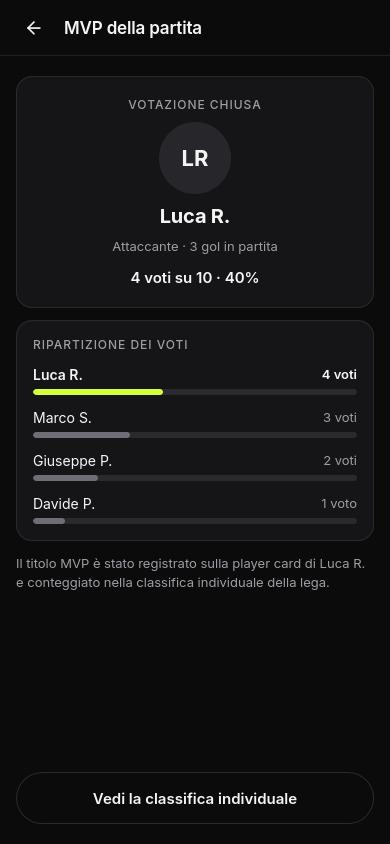 MVP della partita
VOTAZIONE CHIUSA
LR
Luca R.
Attaccante · 3 gol in partita
4 voti su 10 · 40%
RIPARTIZIONE DEI VOTI
Luca R. 4 voti
Marco S. 3 voti
Giuseppe P. 2 voti
Davide P. 1 voto
Il titolo MVP è stato registrato sulla player card di Luca R.
e conteggiato nella classifica individuale della lega.
Vedi la classifica individuale